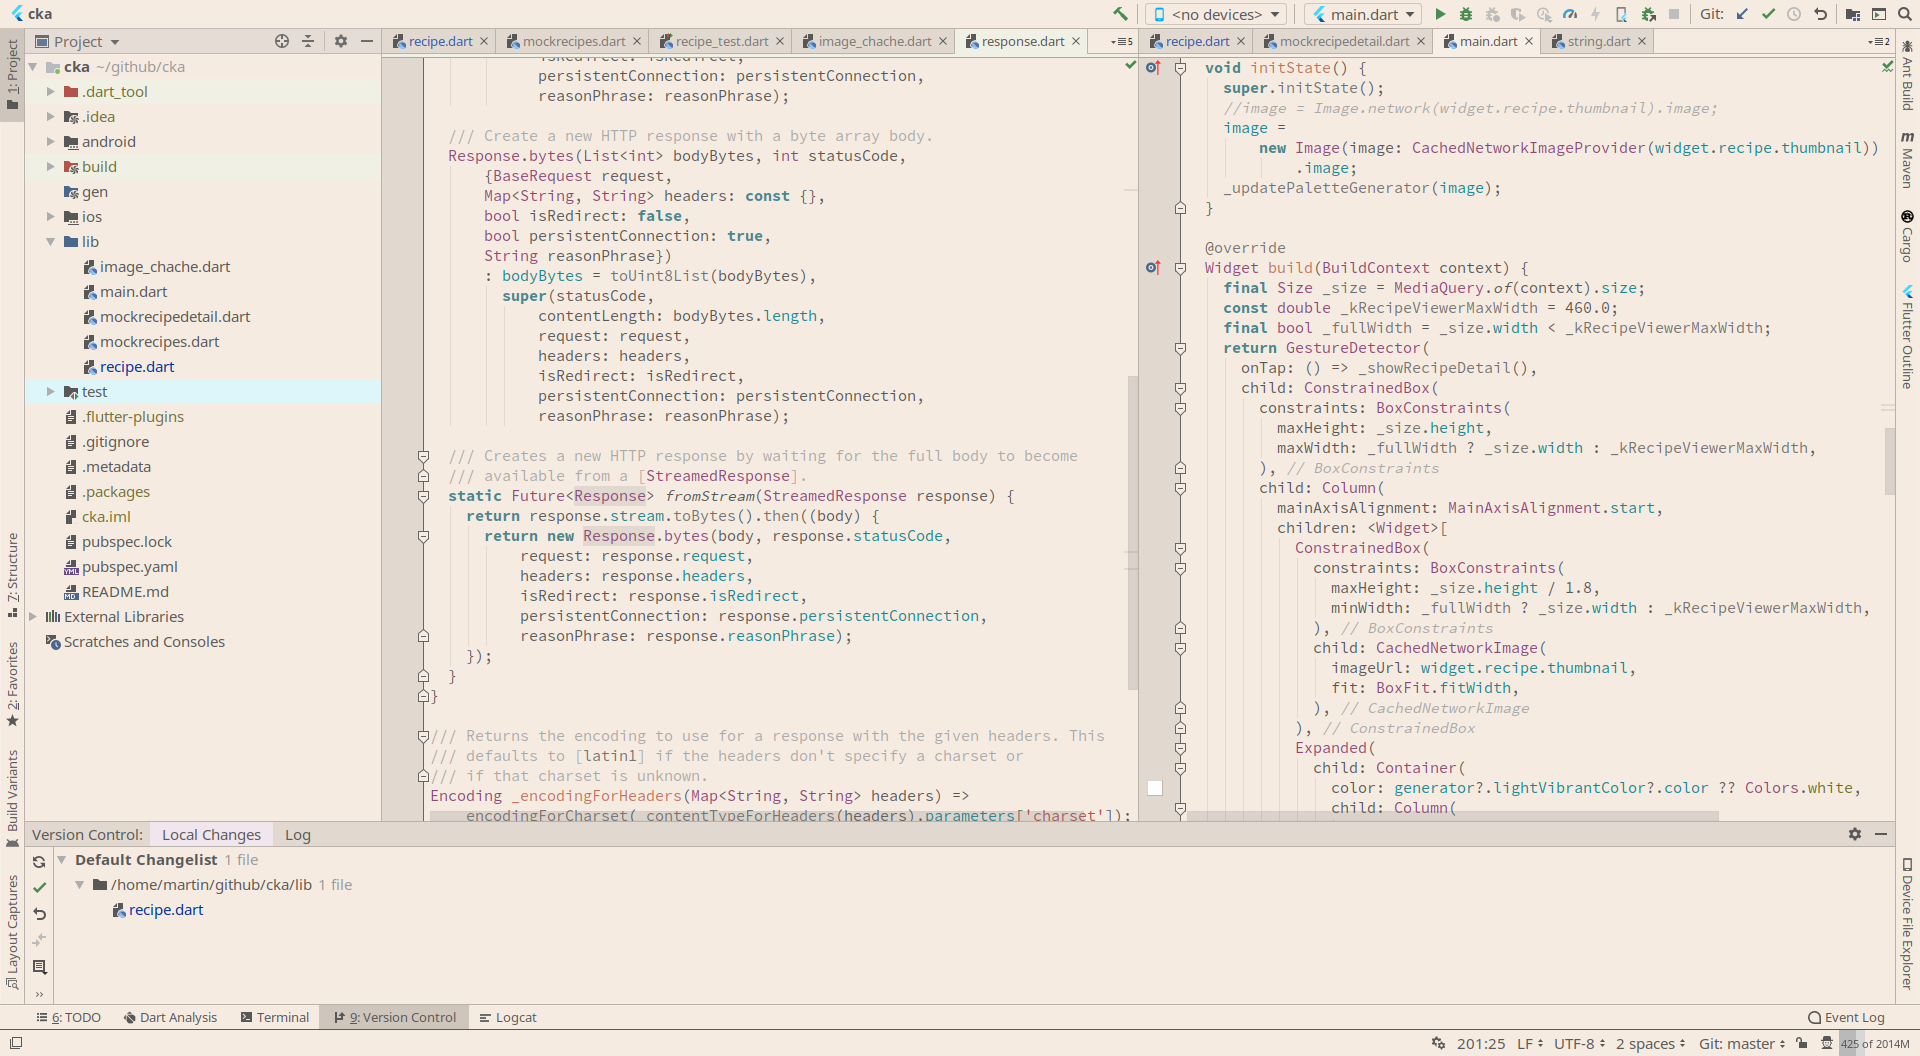 cka
<no devices>
main.dart
Git:
1: Project
Project
cka ~/github/cka
.dart_tool
.idea
android
build
gen
ios
lib
image_chache.dart
main.dart
mockrecipedetail.dart
mockrecipes.dart
recipe.dart
test
.flutter-plugins
.gitignore
.metadata
.packages
cka.iml
pubspec.lock
pubspec.yaml
README.md
External Libraries
Scratches and Consoles
7: Structure
2: Favorites
Build Variants
Layout Captures
recipe.dart
mockrecipes.dart
recipe_test.dart
image_chache.dart
response.dart
5
persistentConnection: persistentConnection,
reasonPhrase: reasonPhrase);
/// Create a new HTTP response with a byte array body.
Response.bytes(List<int> bodyBytes, int statusCode,
{BaseRequest request,
Map<String, String> headers: const {},
bool isRedirect: false,
bool persistentConnection: true,
String reasonPhrase})
: bodyBytes = toUint8List(bodyBytes),
super(statusCode,
contentLength: bodyBytes.length,
request: request,
headers: headers,
isRedirect: isRedirect,
persistentConnection: persistentConnection,
reasonPhrase: reasonPhrase);
/// Creates a new HTTP response by waiting for the full body to become
/// available from a [StreamedResponse].
static Future<Response> fromStream(StreamedResponse response) {
return response.stream.toBytes().then((body) {
return new Response.bytes(body, response.statusCode,
request: response.request,
headers: response.headers,
isRedirect: response.isRedirect,
persistentConnection: response.persistentConnection,
reasonPhrase: response.reasonPhrase);
});
}
}
/// Returns the encoding to use for a response with the given headers. This
/// defaults to [latin1] if the headers don't specify a charset or
/// if that charset is unknown.
Encoding _encodingForHeaders(Map<String, String> headers) =>
encodingForCharset(_contentTypeForHeaders(headers).parameters['charset']);
recipe.dart
mockrecipedetail.dart
main.dart
string.dart
2
void initState() {
super.initState();
//image = Image.network(widget.recipe.thumbnail).image;
image =
new Image(image: CachedNetworkImageProvider(widget.recipe.thumbnail))
.image;
_updatePaletteGenerator(image);
}
@override
Widget build(BuildContext context) {
final Size _size = MediaQuery.of(context).size;
const double _kRecipeViewerMaxWidth = 460.0;
final bool _fullWidth = _size.width < _kRecipeViewerMaxWidth;
return GestureDetector(
onTap: () => _showRecipeDetail(),
child: ConstrainedBox(
constraints: BoxConstraints(
maxHeight: _size.height,
maxWidth: _fullWidth ? _size.width : _kRecipeViewerMaxWidth,
), // BoxConstraints
child: Column(
mainAxisAlignment: MainAxisAlignment.start,
children: <Widget>[
ConstrainedBox(
constraints: BoxConstraints(
maxHeight: _size.height / 1.8,
minWidth: _fullWidth ? _size.width : _kRecipeViewerMaxWidth,
), // BoxConstraints
child: CachedNetworkImage(
imageUrl: widget.recipe.thumbnail,
fit: BoxFit.fitWidth,
), // CachedNetworkImage
), // ConstrainedBox
Expanded(
child: Container(
color: generator?.lightVibrantColor?.color ?? Colors.white,
child: Column(
Ant Build
Maven
Cargo
Flutter Outline
Device File Explorer
Version Control:
Local Changes
Log
Default Changelist 1 file
/home/martin/github/cka/lib 1 file
recipe.dart
6: TODO
Dart Analysis
Terminal
9: Version Control
Logcat
Event Log
201:25
LF
UTF-8
2 spaces
Git: master
425 of 2014M